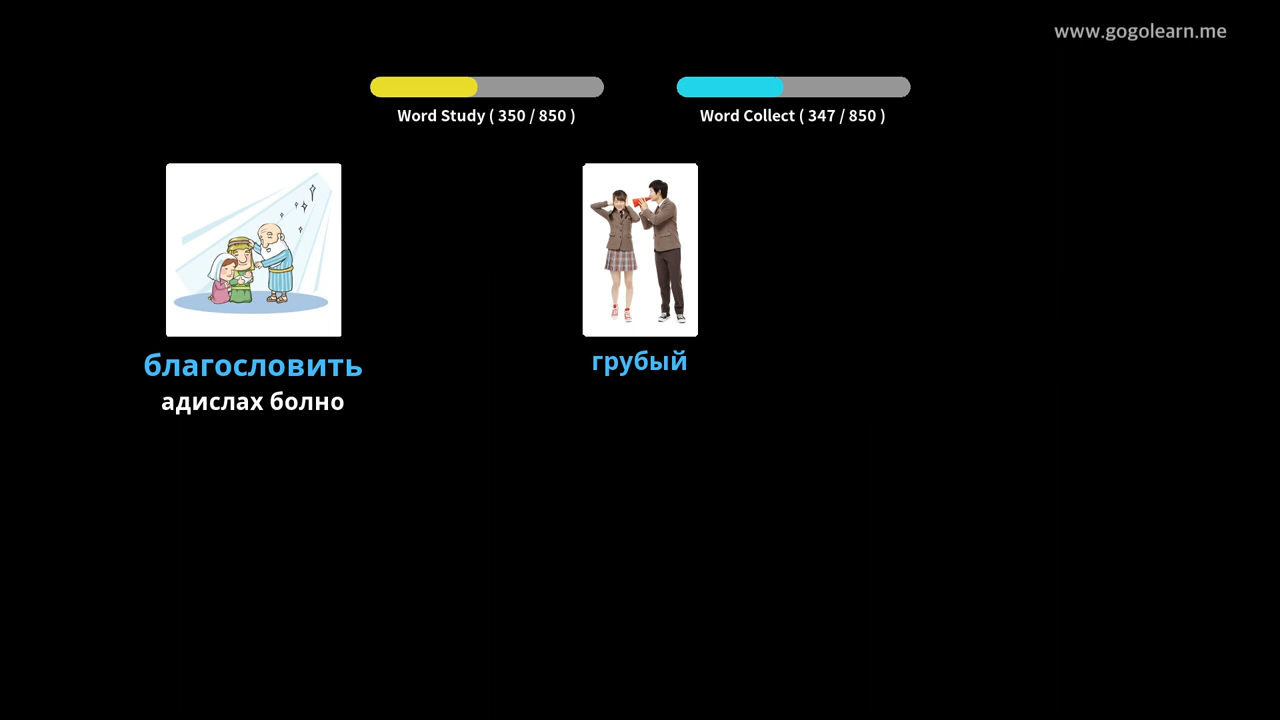 www.gogolearn.me
Word Study ( 350 / 850 )
Word Collect ( 347 / 850 )
благословить
адислах болно
грубый